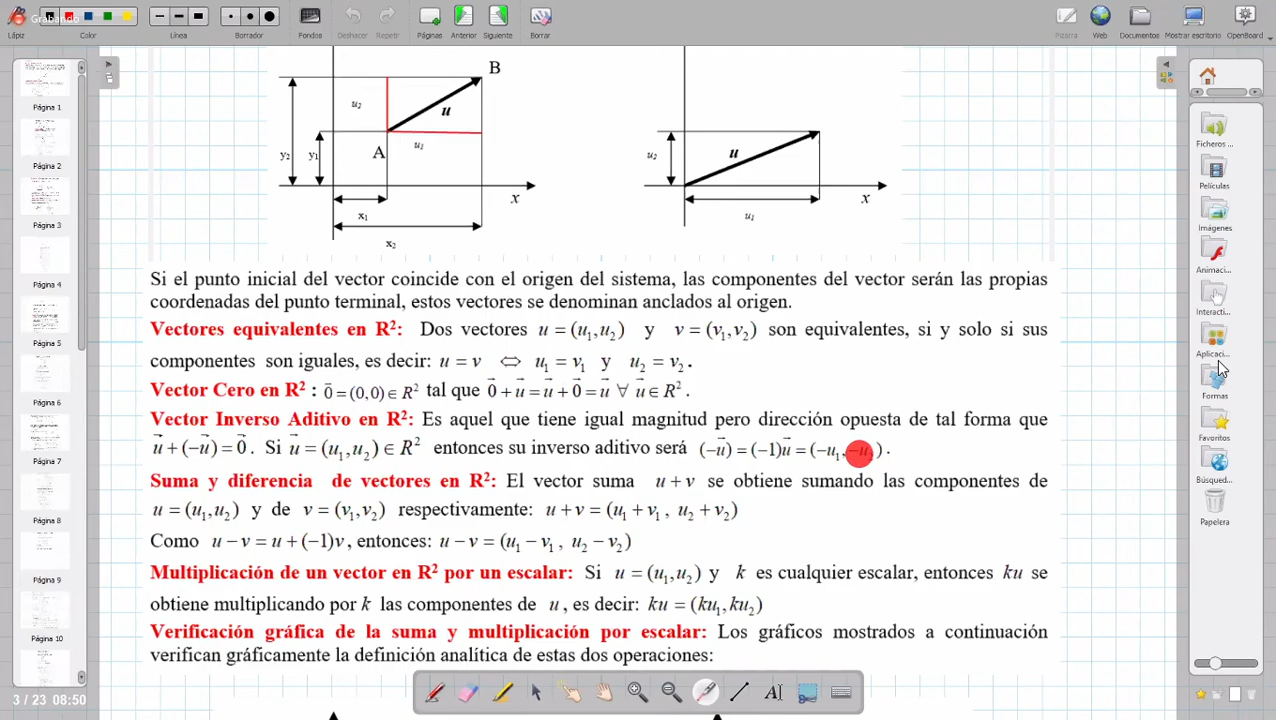 Grabando
Lápiz
Color
Línea
Borrador
Fondos
Deshacer
Repetir
Páginas
Anterior
Siguiente
Borrar
Pizarra
Web
Documentos
Mostrar escritorio
OpenBoard
Página 1
Página 2
Página 3
Página 4
Página 5
Página 6
Página 7
Página 8
Página 9
Página 10
3 / 23 08:50
B
u₂
u
A
u₁
y₂
y₁
x
x₁
x₂
u₂
u
x
u₁
Si el punto inicial del vector coincide con el origen del sistema, las componentes del vector serán las propias
coordenadas del punto terminal, estos vectores se denominan anclados al origen.
Vectores equivalentes en R²: Dos vectores u = (u₁,u₂) y v = (v₁,v₂) son equivalentes, si y solo si sus
componentes son iguales, es decir: u = v ⇔ u₁ = v₁ y u₂ = v₂.
Vector Cero en R² : 0⃗ = (0,0) ∈ R² tal que 0⃗ + u⃗ = u⃗ + 0⃗ = u⃗ ∀ u⃗ ∈ R².
Vector Inverso Aditivo en R²: Es aquel que tiene igual magnitud pero dirección opuesta de tal forma que
u⃗ + (−u⃗) = 0⃗. Si u⃗ = (u₁,u₂) ∈ R² entonces su inverso aditivo será (−u⃗) = (−1)u⃗ = (−u₁,−u₂).
Suma y diferencia de vectores en R²: El vector suma u + v se obtiene sumando las componentes de
u = (u₁,u₂) y de v = (v₁,v₂) respectivamente: u + v = (u₁ + v₁ , u₂ + v₂)
Como u − v = u + (−1)v, entonces: u − v = (u₁ − v₁ , u₂ − v₂)
Multiplicación de un vector en R² por un escalar: Si u = (u₁,u₂) y k es cualquier escalar, entonces ku se
obtiene multiplicando por k las componentes de u, es decir: ku = (ku₁,ku₂)
Verificación gráfica de la suma y multiplicación por escalar: Los gráficos mostrados a continuación
verifican gráficamente la definición analítica de estas dos operaciones:
Ficheros ...
Películas
Imágenes
Animaci...
Interacti...
Aplicaci...
Formas
Favoritos
Búsqued...
Papelera